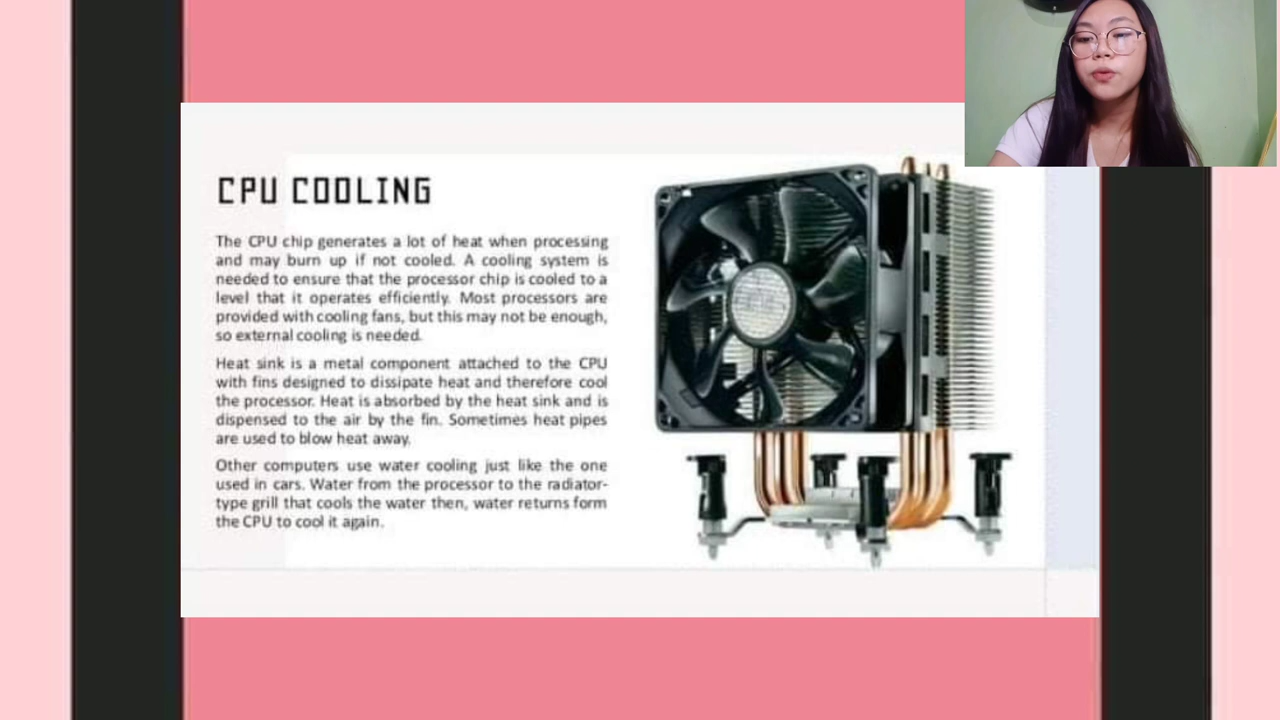 CPU COOLING
The CPU chip generates a lot of heat when processing
and may burn up if not cooled. A cooling system is
needed to ensure that the processor chip is cooled to a
level that it operates efficiently. Most processors are
provided with cooling fans, but this may not be enough,
so external cooling is needed.
Heat sink is a metal component attached to the CPU
with fins designed to dissipate heat and therefore cool
the processor. Heat is absorbed by the heat sink and is
dispensed to the air by the fin. Sometimes heat pipes
are used to blow heat away.
Other computers use water cooling just like the one
used in cars. Water from the processor to the radiator-
type grill that cools the water then, water returns form
the CPU to cool it again.